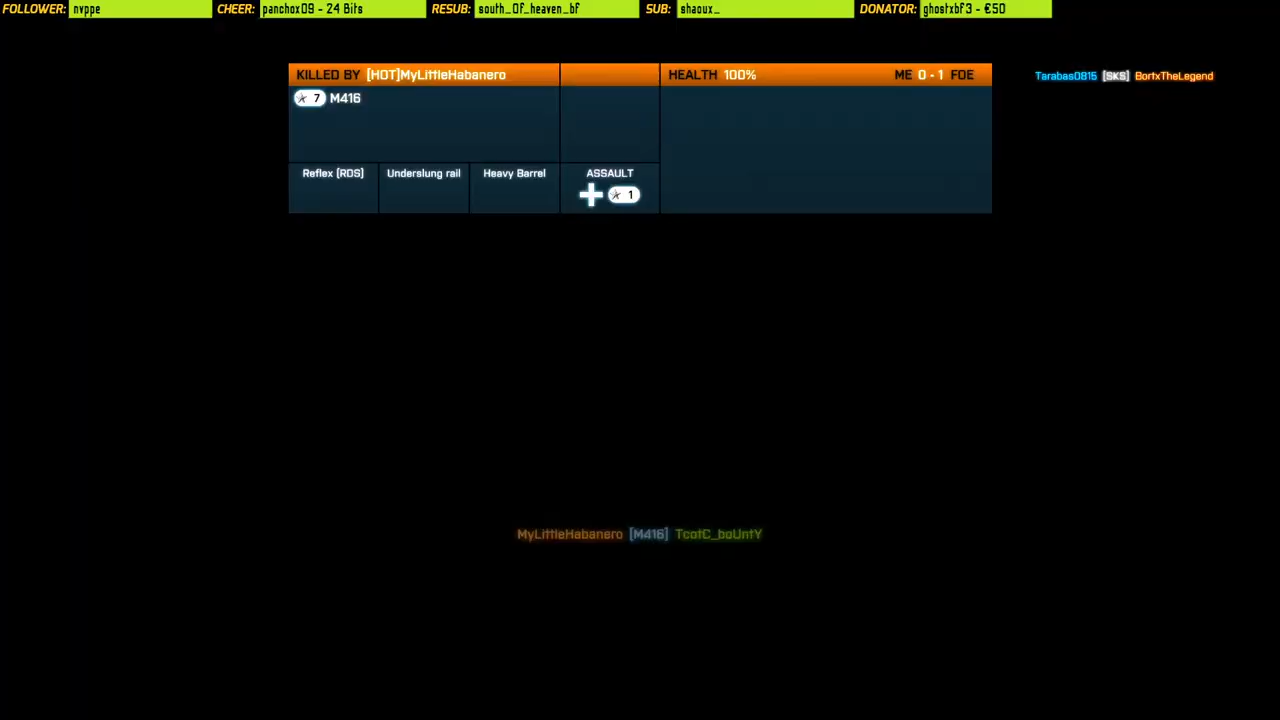 FOLLOWER: nvppe CHEER: panchox09 - 24 Bits RESUB: south_0f_heaven_bf SUB: shaoux_ DONATOR: ghostxbf3 - €50
KILLED BY [HOT]MyLittleHabanero HEALTH 100% ME 0 - 1 FOE
Tarabas0815 [SKS] BortxTheLegend
7 M416
Reflex [RDS] Underslung rail Heavy Barrel ASSAULT
1
MyLittleHabanero [M416] TcotC_boUntY